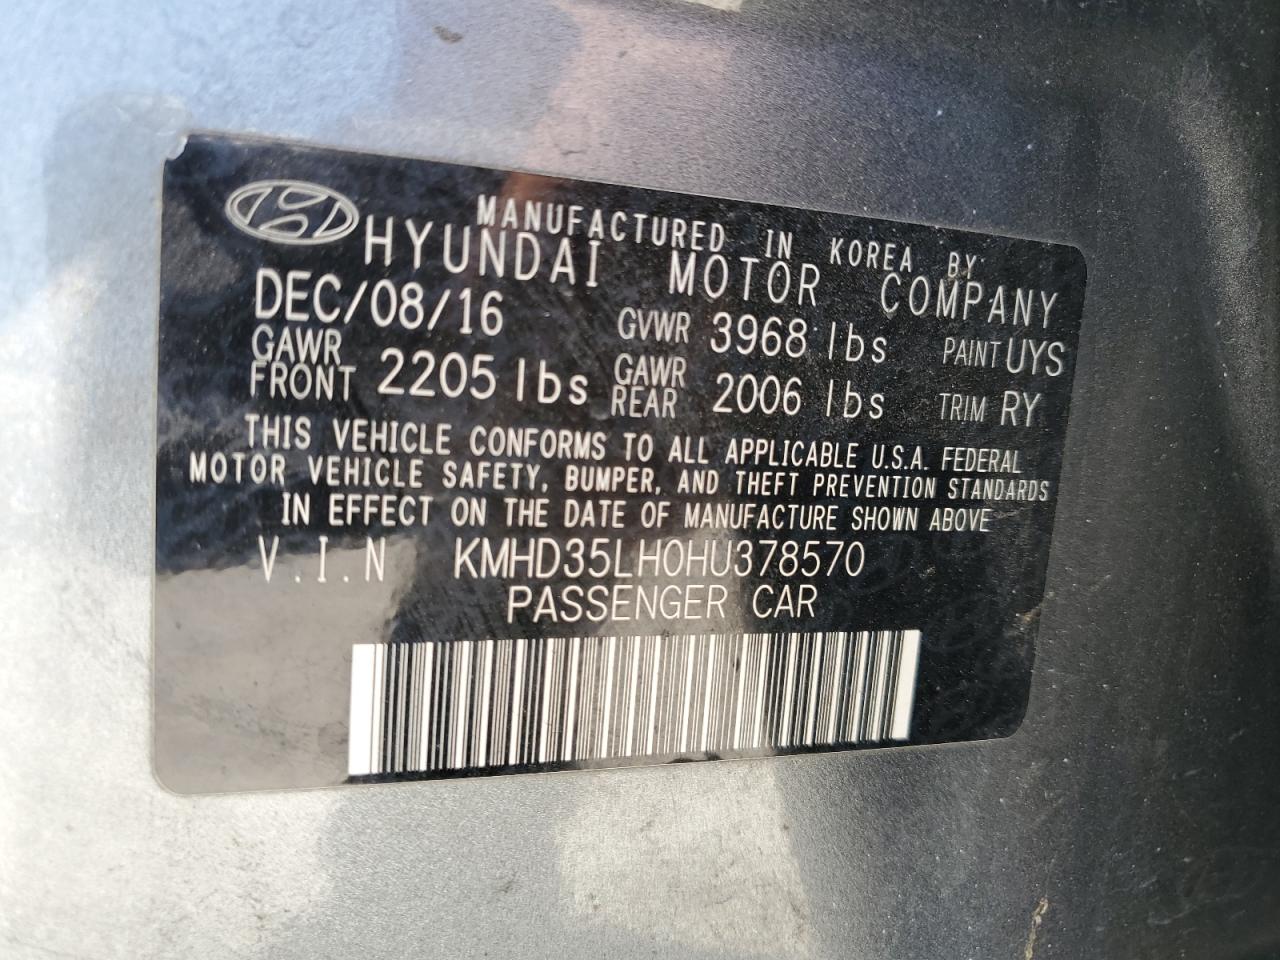 MANUFACTURED IN KOREA BY:
HYUNDAI MOTOR COMPANY
DEC/08/16 GVWR 3968 lbs PAINT UYS
GAWR FRONT 2205 lbs GAWR REAR 2006 lbs TRIM RY
THIS VEHICLE CONFORMS TO ALL APPLICABLE U.S.A. FEDERAL
MOTOR VEHICLE SAFETY, BUMPER, AND THEFT PREVENTION STANDARDS
IN EFFECT ON THE DATE OF MANUFACTURE SHOWN ABOVE
V.I.N KMHD35LH0HU378570
PASSENGER CAR